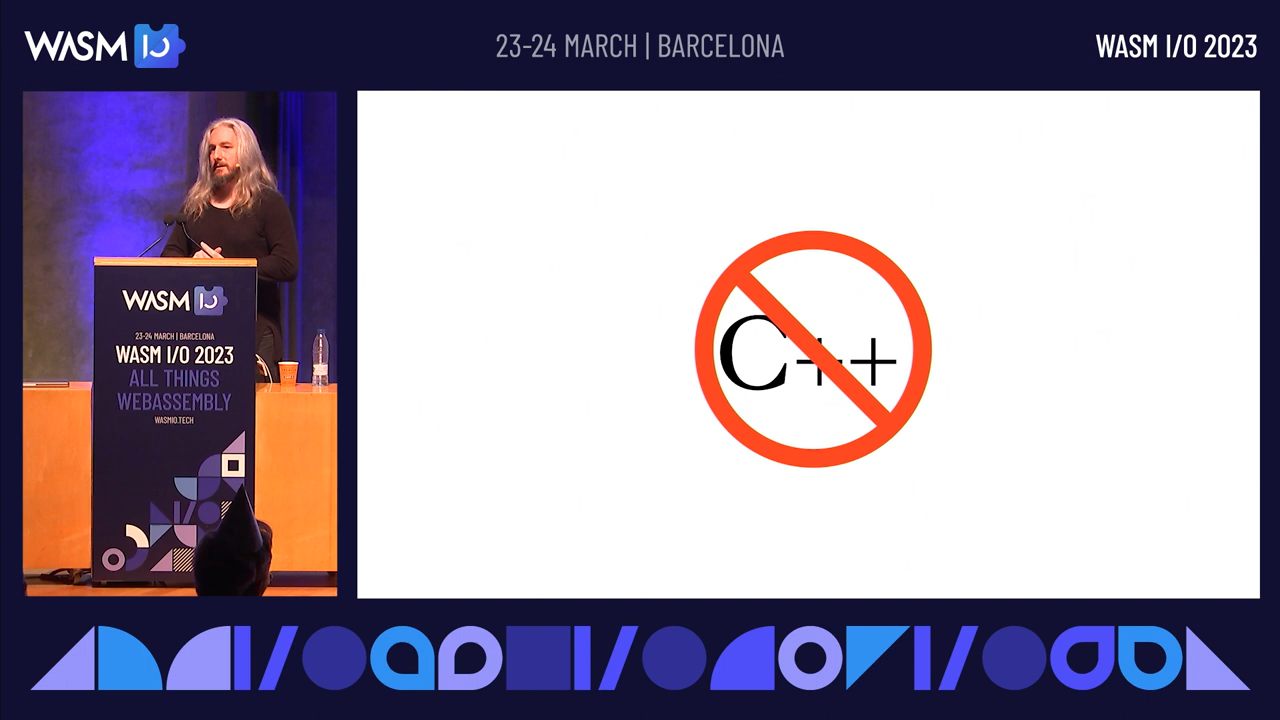 WASM I/O
23-24 MARCH | BARCELONA
WASM I/O 2023
WASM I/O
23-24 MARCH | BARCELONA
WASM I/O 2023
ALL THINGS
WEBASSEMBLY
WASMIO.TECH
I/O
C++
I/O I/O I/O